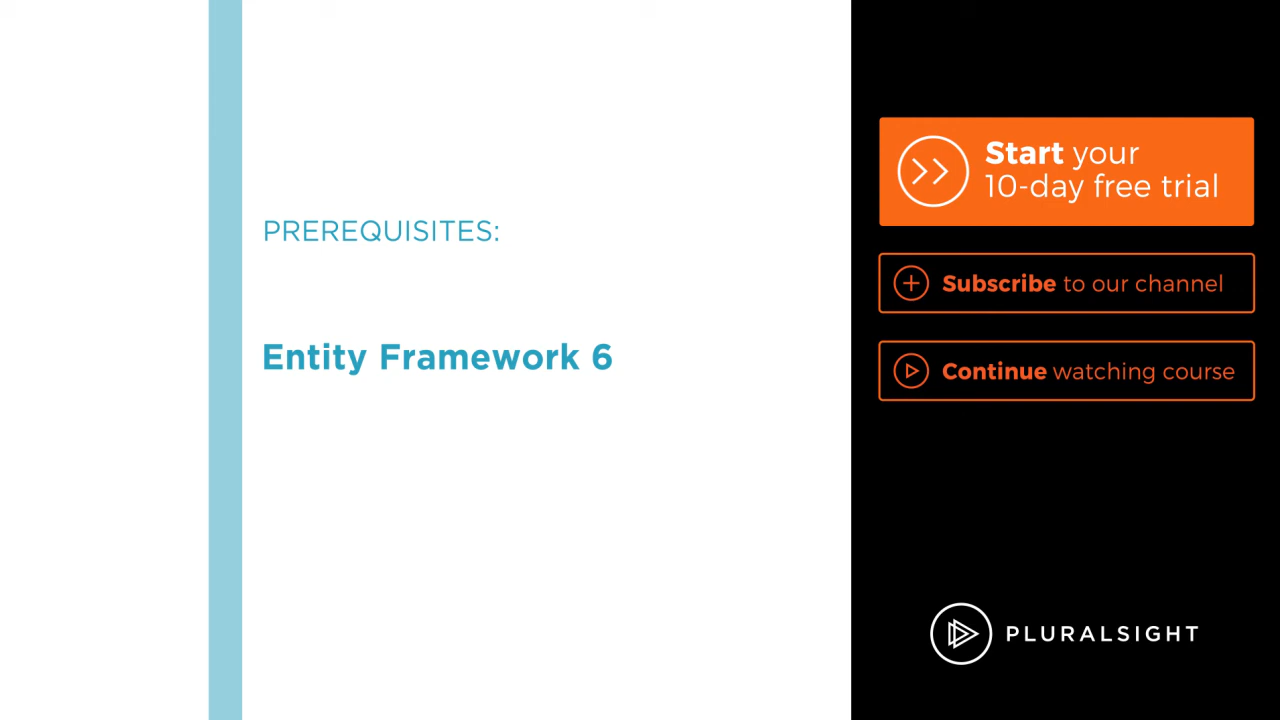 PREREQUISITES:
Entity Framework 6
Start your
10-day free trial
Subscribe to our channel
Continue watching course
PLURALSIGHT